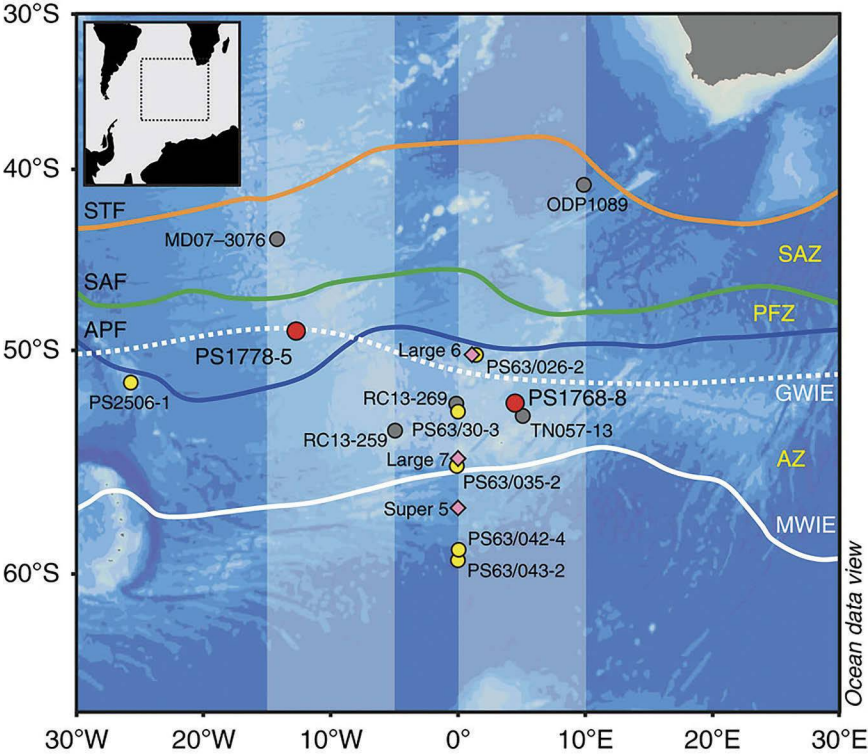 30°S
40°S
STF
ODP1089
MD07–3076
SAZ
SAF
PFZ
APF
50°S
PS1778-5
Large 6
PS63/026-2
PS2506-1
GWIE
RC13-269
PS1768-8
PS63/30-3
TN057-13
RC13-259
Large 7
AZ
PS63/035-2
Super 5
MWIE
PS63/042-4
60°S
PS63/043-2
Ocean data view
30°W
20°W
10°W
0°
10°E
20°E
30°E